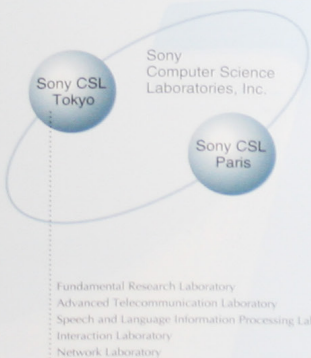 Sony
Computer Science
Laboratories, Inc.
Sony CSL
Tokyo
Sony CSL
Paris
Fundamental Research Laboratory
Advanced Telecommunication Laboratory
Speech and Language Information Processing La
Interaction Laboratory
Network Laboratory